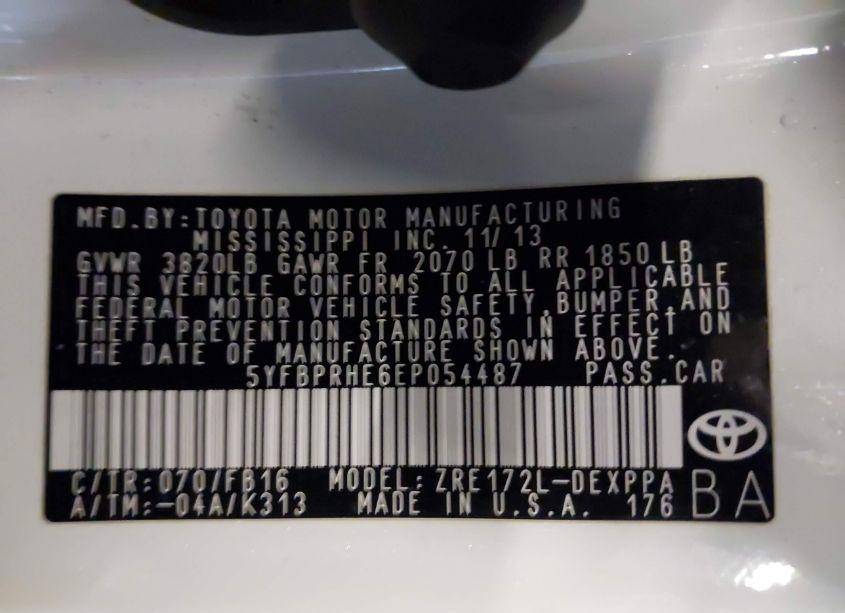 MFD.BY:TOYOTA MOTOR MANUFACTURING
MISSISSIPPI INC. 11/13
GVWR 3820LB GAWR FR 2070 LB RR 1850 LB
THIS VEHICLE CONFORMS TO ALL APPLICABLE
FEDERAL MOTOR VEHICLE SAFETY,BUMPER,AND
THEFT PREVENTION STANDARDS IN EFFECT ON
THE DATE OF MANUFACTURE SHOWN ABOVE.
5YFBPRHE6EP054487 PASS.CAR
C/TR:070/FB16 MODEL:ZRE172L-DEXPPA
A/TM:-04A/K313 MADE IN U.S.A. 176 BA